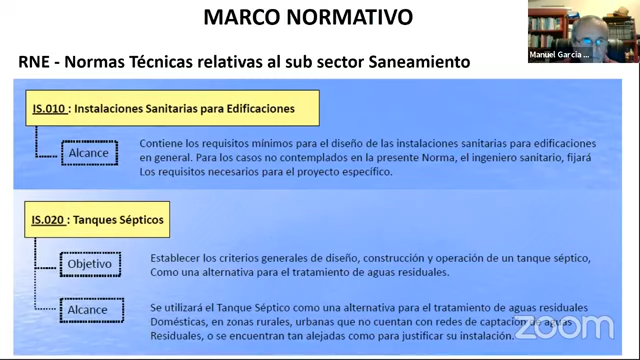 MARCO NORMATIVO
Manuel Garcia ...
RNE - Normas Técnicas relativas al sub sector Saneamiento
IS.010 : Instalaciones Sanitarias para Edificaciones
Alcance
Contiene los requisitos mínimos para el diseño de las instalaciones sanitarias para edificaciones
en general. Para los casos no contemplados en la presente Norma, el ingeniero sanitario, fijará
Los requisitos necesarios para el proyecto específico.
IS.020 : Tanques Sépticos
Objetivo
Establecer los criterios generales de diseño, construcción y operación de un tanque séptico,
Como una alternativa para el tratamiento de aguas residuales.
Alcance
Se utilizará el Tanque Séptico como una alternativa para el tratamiento de aguas residuales
Domésticas, en zonas rurales, urbanas que no cuentan con redes de captación de aguas
Residuales, o se encuentran tan alejadas como para justificar su instalación.
zoom